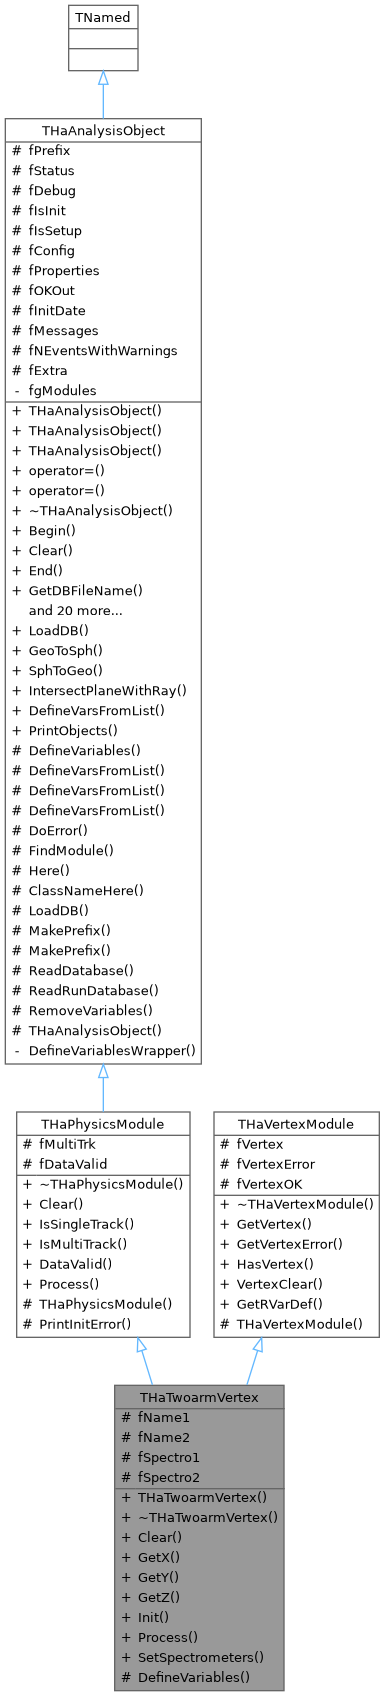 TNamed
THaAnalysisObject
# fPrefix
# fStatus
# fDebug
# fIsInit
# fIsSetup
# fConfig
# fProperties
# fOKOut
# fInitDate
# fMessages
# fNEventsWithWarnings
# fExtra
- fgModules
+ THaAnalysisObject()
+ THaAnalysisObject()
+ THaAnalysisObject()
+ operator=()
+ operator=()
+ ~THaAnalysisObject()
+ Begin()
+ Clear()
+ End()
+ GetDBFileName()
and 20 more...
+ LoadDB()
+ GeoToSph()
+ SphToGeo()
+ IntersectPlaneWithRay()
+ DefineVarsFromList()
+ PrintObjects()
# DefineVariables()
# DefineVarsFromList()
# DefineVarsFromList()
# DefineVarsFromList()
# DoError()
# FindModule()
# Here()
# ClassNameHere()
# LoadDB()
# MakePrefix()
# MakePrefix()
# ReadDatabase()
# ReadRunDatabase()
# RemoveVariables()
# THaAnalysisObject()
- DefineVariablesWrapper()
THaPhysicsModule
# fMultiTrk
# fDataValid
+ ~THaPhysicsModule()
+ Clear()
+ IsSingleTrack()
+ IsMultiTrack()
+ DataValid()
+ Process()
# THaPhysicsModule()
# PrintInitError()
THaVertexModule
# fVertex
# fVertexError
# fVertexOK
+ ~THaVertexModule()
+ GetVertex()
+ GetVertexError()
+ HasVertex()
+ VertexClear()
+ GetRVarDef()
# THaVertexModule()
THaTwoarmVertex
# fName1
# fName2
# fSpectro1
# fSpectro2
+ THaTwoarmVertex()
+ ~THaTwoarmVertex()
+ Clear()
+ GetX()
+ GetY()
+ GetZ()
+ Init()
+ Process()
+ SetSpectrometers()
# DefineVariables()